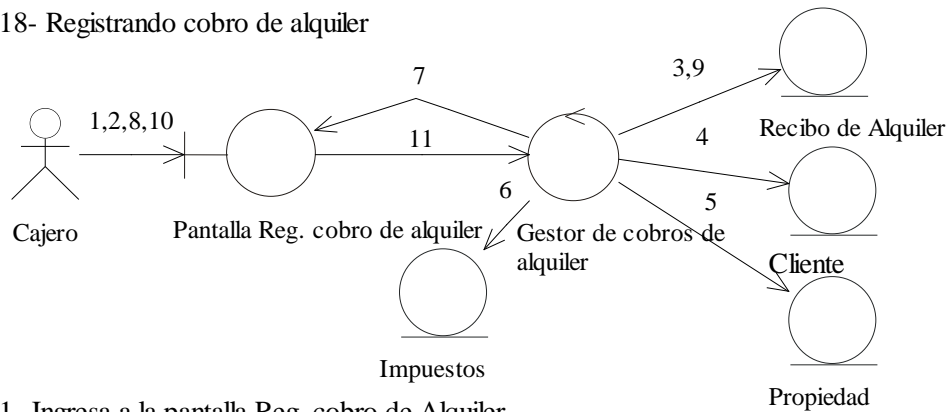 18- Registrando cobro de alquiler
7
3,9
1,2,8,10
11
Recibo de Alquiler
4
6
5
Cajero
Pantalla Reg. cobro de alquiler
Gestor de cobros de
alquiler
Cliente
Impuestos
Propiedad
1- Ingresa a la pantalla Reg. cobro de Alquiler